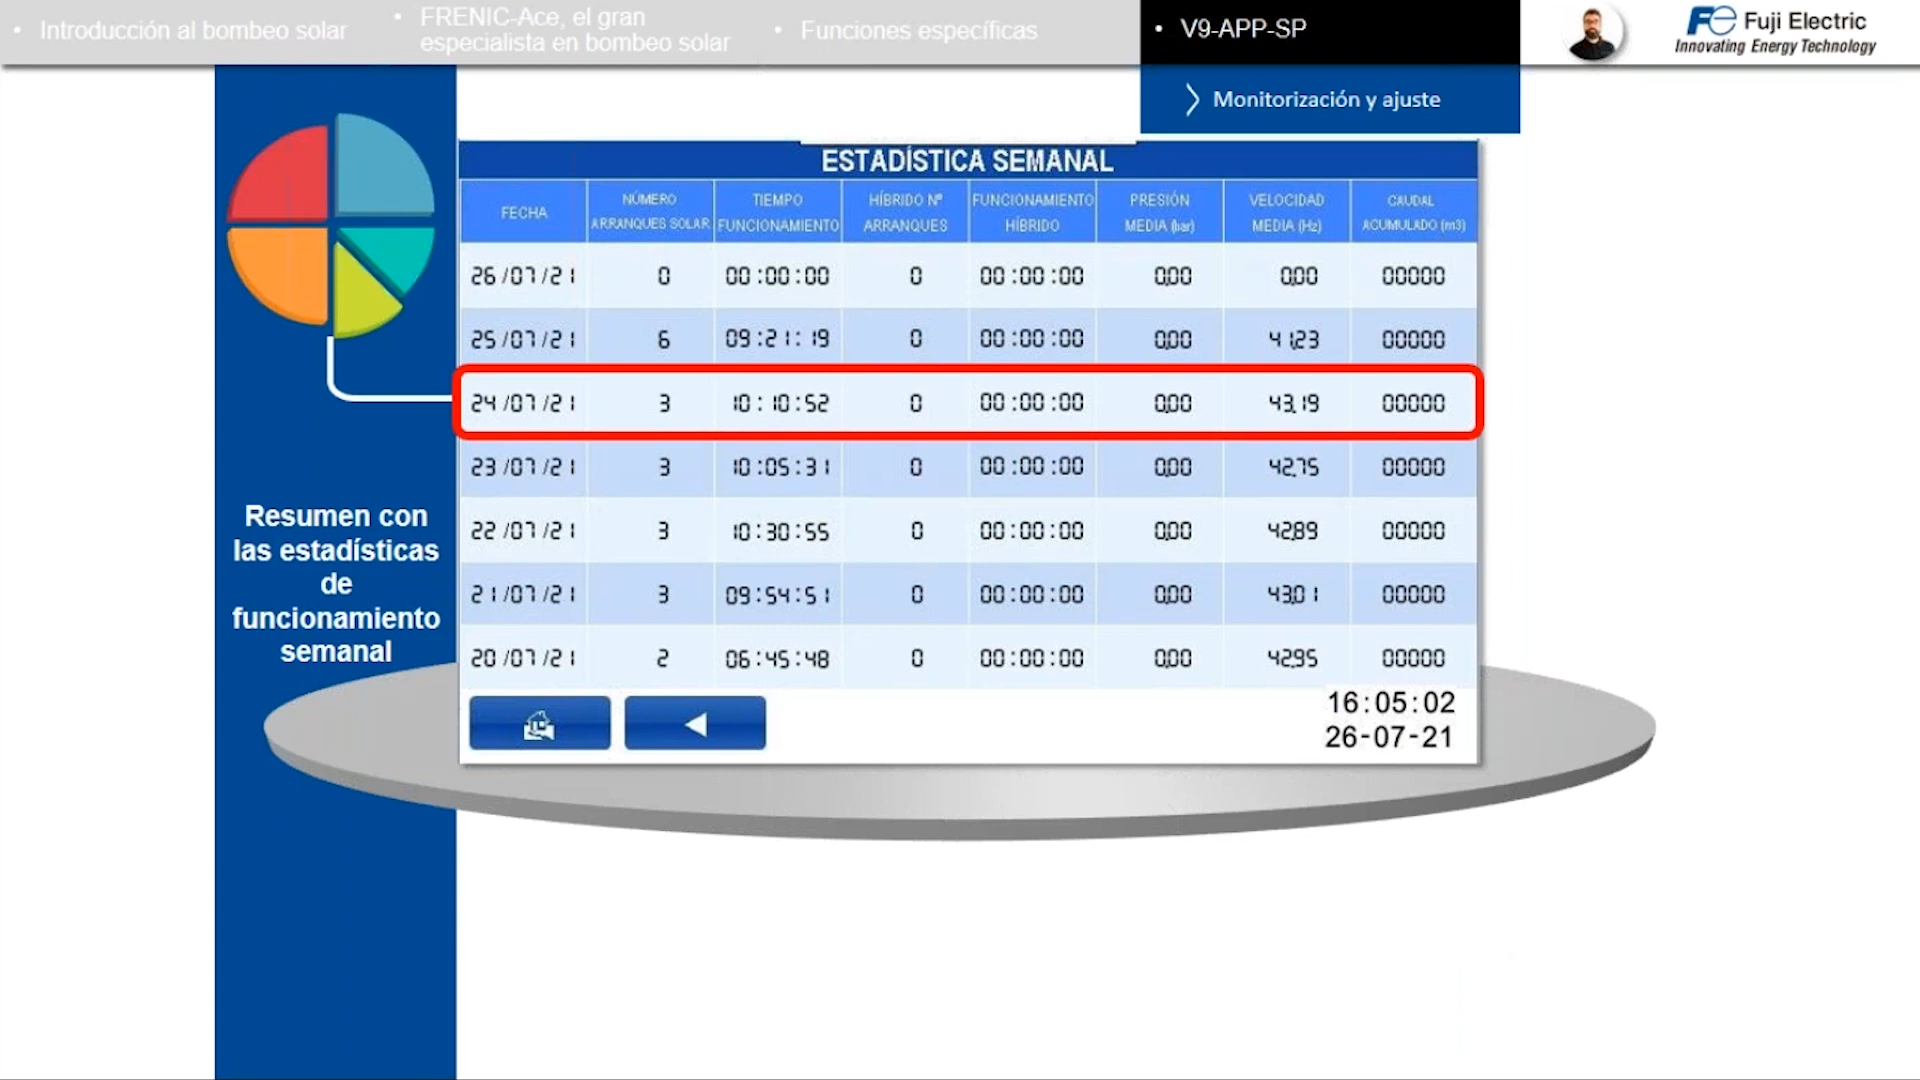 • Introducción al bombeo solar
• FRENIC-Ace, el gran
especialista en bombeo solar
• Funciones específicas
• V9-APP-SP
Fuji Electric
Innovating Energy Technology
Monitorización y ajuste
ESTADÍSTICA SEMANAL
FECHA NÚMERO ARRANQUES SOLAR TIEMPO FUNCIONAMIENTO HÍBRIDO Nº ARRANQUES FUNCIONAMIENTO HÍBRIDO PRESIÓN MEDIA (bar) VELOCIDAD MEDIA (Hz) CAUDAL ACUMULADO (m3)
26/07/21 0 00:00:00 0 00:00:00 0,00 0,00 00000
25/07/21 6 09:21:19 0 00:00:00 0,00 41,23 00000
24/07/21 3 10:10:52 0 00:00:00 0,00 43,19 00000
23/07/21 3 10:05:31 0 00:00:00 0,00 42,75 00000
22/07/21 3 10:30:55 0 00:00:00 0,00 42,89 00000
21/07/21 3 09:54:51 0 00:00:00 0,00 43,01 00000
20/07/21 2 06:45:48 0 00:00:00 0,00 42,95 00000
16:05:02
26-07-21
Resumen con
las estadísticas
de
funcionamiento
semanal